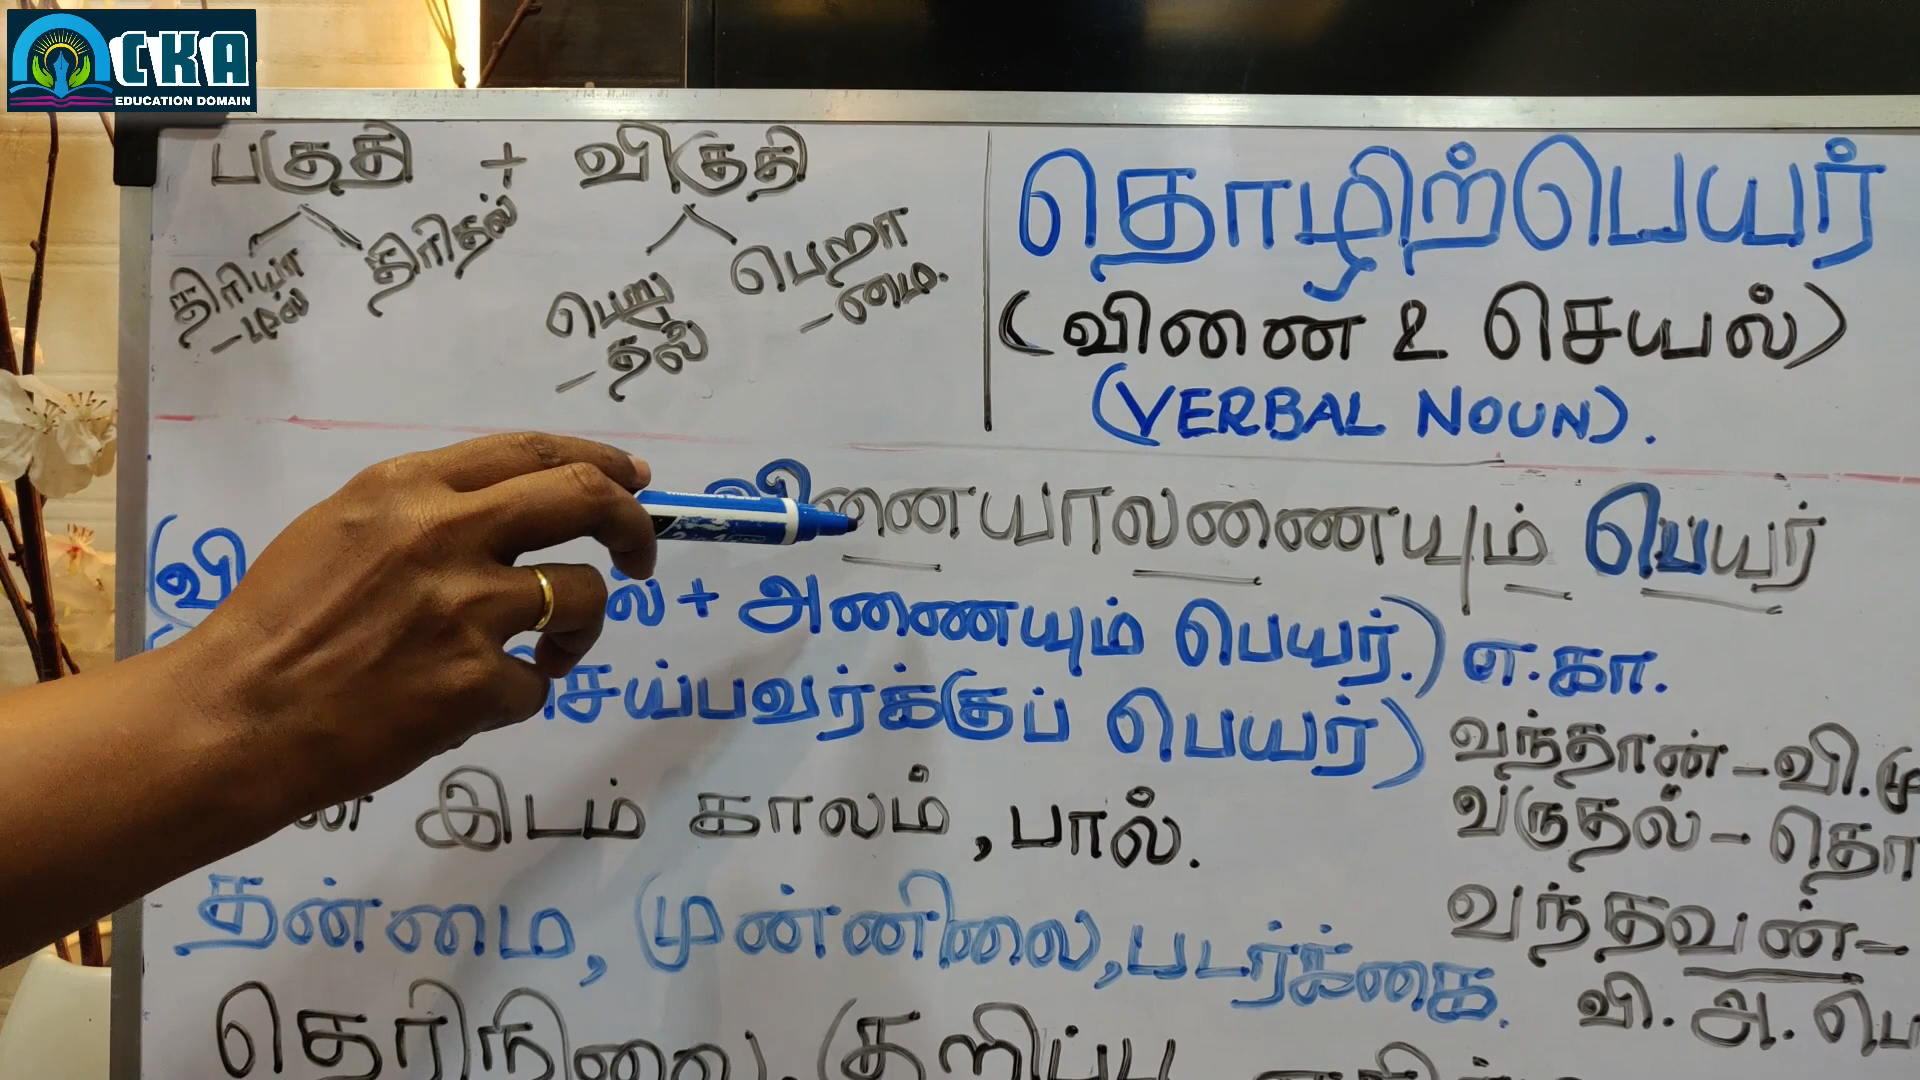 CKA
EDUCATION DOMAIN
பகுதி + விகுதி
திரியா
திரிதல்
பெறு
- தல்
பெறா
- மை.
தொழிற்பெயர்
(வினை & செயல்)
(VERBAL NOUN).
வினையாலணையும் பெயர்
(வி ல் + அணையும் பெயர்.) எ.கா.
செய்பவர்க்குப் பெயர்)
இடம் காலம், பால்.
வந்தான் - வி.மு
வருதல் - தொ
வந்தவன் -
வி. அ. பெ
தன்மை, முன்னிலை, படர்க்கை.
தெரிநிலை,